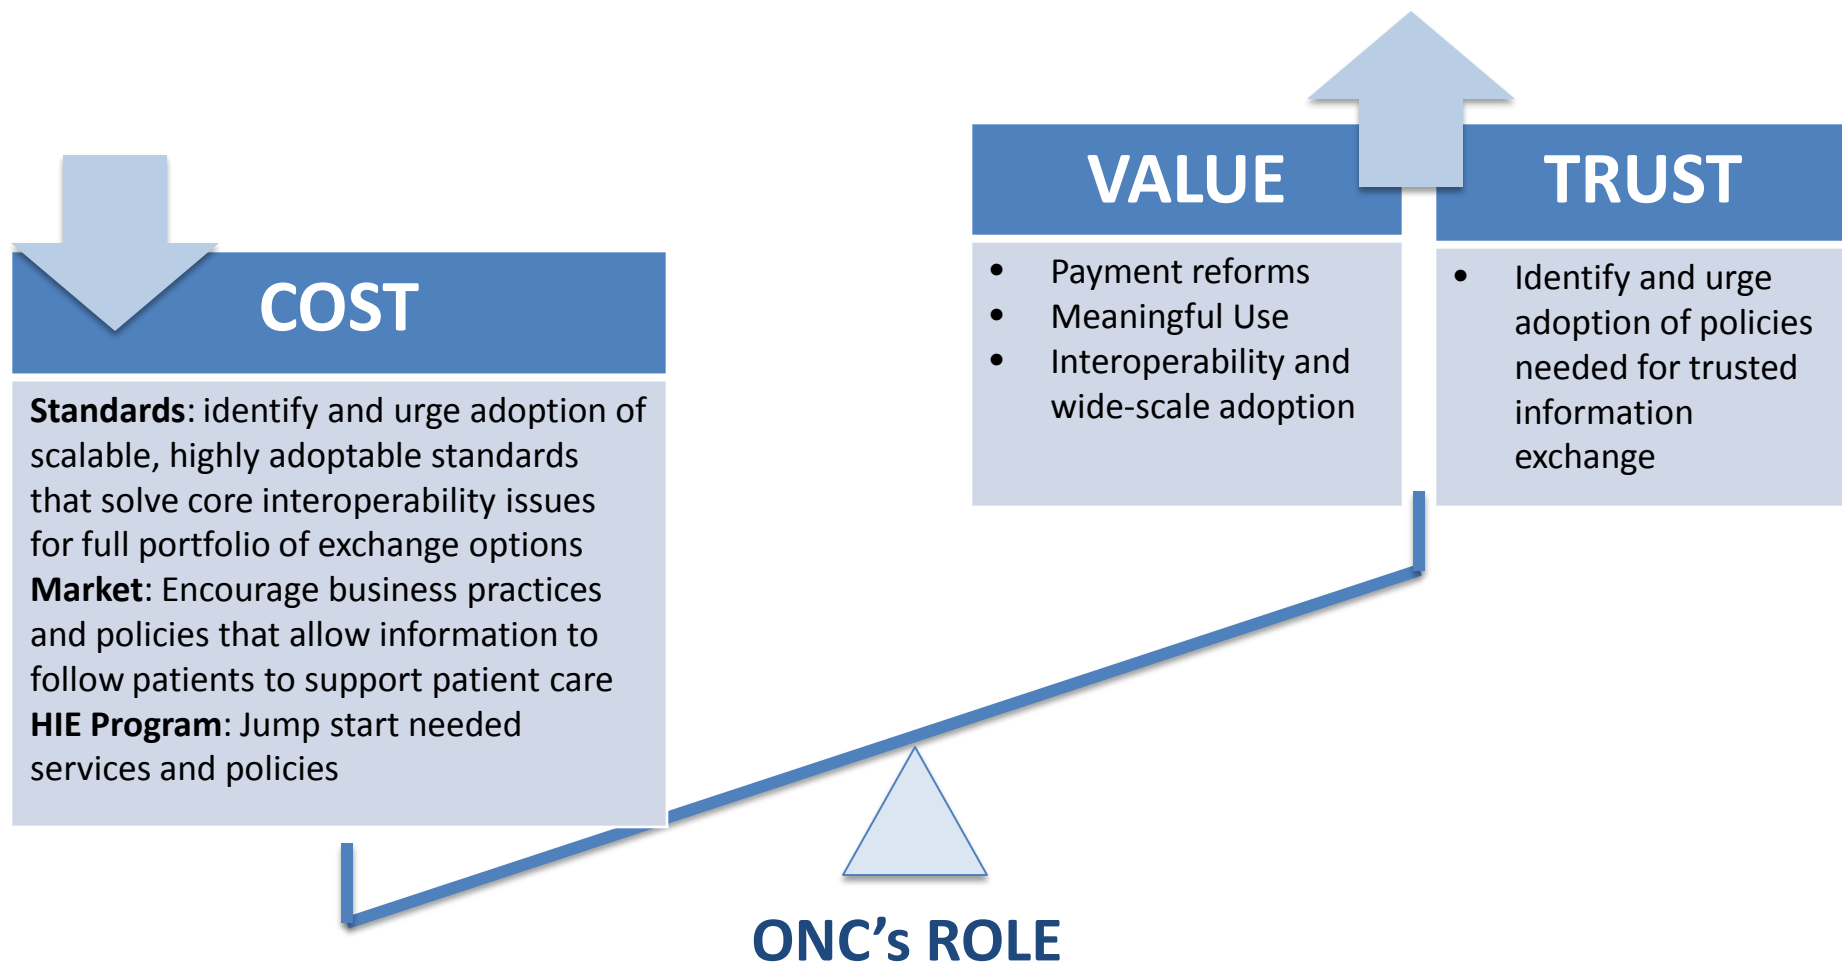 COST
Standards: identify and urge adoption of
scalable, highly adoptable standards
that solve core interoperability issues
for full portfolio of exchange options
Market: Encourage business practices
and policies that allow information to
follow patients to support patient care
HIE Program: Jump start needed
services and policies
VALUE
• Payment reforms
• Meaningful Use
• Interoperability and
wide-scale adoption
TRUST
• Identify and urge
adoption of policies
needed for trusted
information
exchange
ONC's ROLE